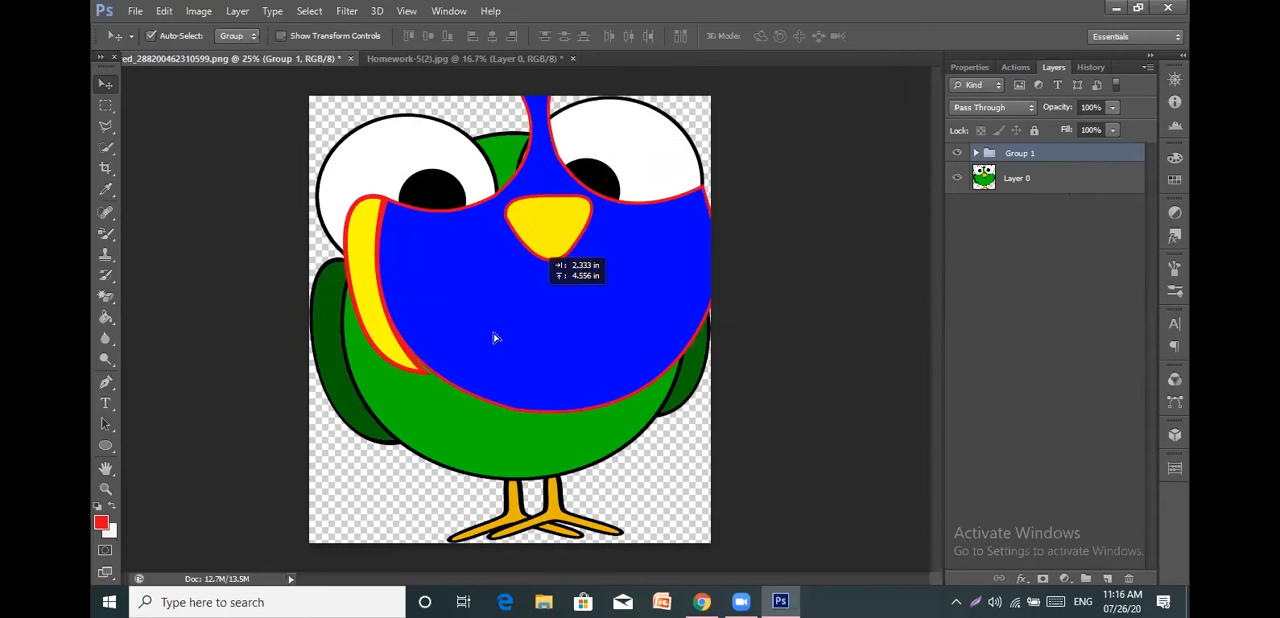 Ps File Edit Image Layer Type Select Filter 3D View Window Help
Auto-Select: Group Show Transform Controls 3D Mode: Essentials
red_288200462310599.png @ 25% (Group 1, RGB/8) * × Homework-5(2).jpg @ 16.7% (Layer 0, RGB/8) * ×
Properties Actions Layers History
Kind
Pass Through Opacity: 100%
Lock: Fill: 100%
Group 1
Layer 0
2.333 in
4.556 in
Activate Windows
Go to Settings to activate Windows.
Doc: 12.7M/13.5M
Type here to search
ENG
11:16 AM
07/26/20